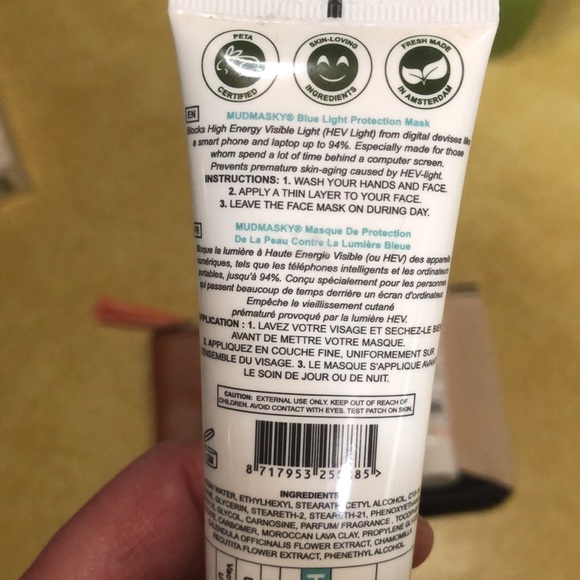 PETA
CERTIFIED
SKIN-LOVING
INGREDIENTS
FRESH MADE
IN AMSTERDAM
EN
MUDMASKY® Blue Light Protection Mask
Blocks High Energy Visible Light (HEV Light) from digital devises like
a smart phone and laptop up to 94%. Especially made for those
whom spend a lot of time behind a computer screen.
Prevents premature skin-aging caused by HEV-light.
INSTRUCTIONS: 1. WASH YOUR HANDS AND FACE.
2. APPLY A THIN LAYER TO YOUR FACE.
3. LEAVE THE FACE MASK ON DURING DAY.
FR
MUDMASKY® Masque De Protection
De La Peau Contre La Lumière Bleue
Bloque la lumière à Haute Energie Visible (ou HEV) des appareils
numériques, tels que les téléphones intelligents et les ordinateurs
portables, jusqu'à 94%. Conçu spécialement pour les personnes
qui passent beaucoup de temps derrière un écran d'ordinateur.
Empêche le vieillissement cutané
prématuré provoqué par la lumière HEV.
APPLICATION : 1. LAVEZ VOTRE VISAGE ET SECHEZ-LE BIEN
AVANT DE METTRE VOTRE MASQUE.
2. APPLIQUEZ EN COUCHE FINE, UNIFORMEMENT SUR
L'ENSEMBLE DU VISAGE. 3. LE MASQUE S'APPLIQUE AVANT
LE SOIN DE JOUR OU DE NUIT.
CAUTION: EXTERNAL USE ONLY. KEEP OUT OF REACH OF
CHILDREN. AVOID CONTACT WITH EYES. TEST PATCH ON SKIN.
8 717953
INGREDIENTS
WATER, ETHYLHEXYL STEARATE, CETYL ALCOHOL,
GLYCERIN, STEARETH-2, STEARETH-21, PHENOXYETHANOL
GLYCOL, CARNOSINE, PARFUM/ FRAGRANCE,
CARBOMER, MOROCCAN LAVA CLAY, PROPYLENE GLYCOL
CALENDULA OFFICINALIS FLOWER EXTRACT, CHAMOMILLA
RECUTITA FLOWER EXTRACT, PHENETHYL ALCOHOL